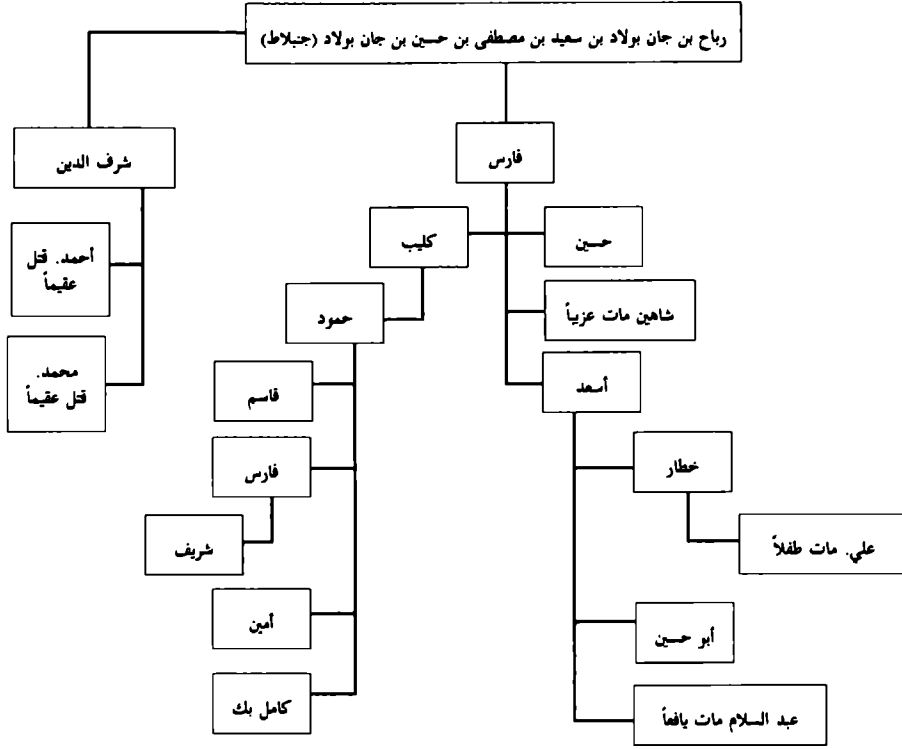 رباح بن جان بولاد بن سعيد بن مصطفى بن حسين بن جان بولاد (جنبلاط)
فارس
شرف الدين
حسين
كليب
أحمد. قتل
عقيماً
شاهين مات عزيباً
حمود
محمد.
قتل عقيماً
أسعد
قاسم
خطار
فارس
علي. مات طفلاً
شريف
أمين
أبو حسين
كامل بك
عبد السلام مات يافعاً